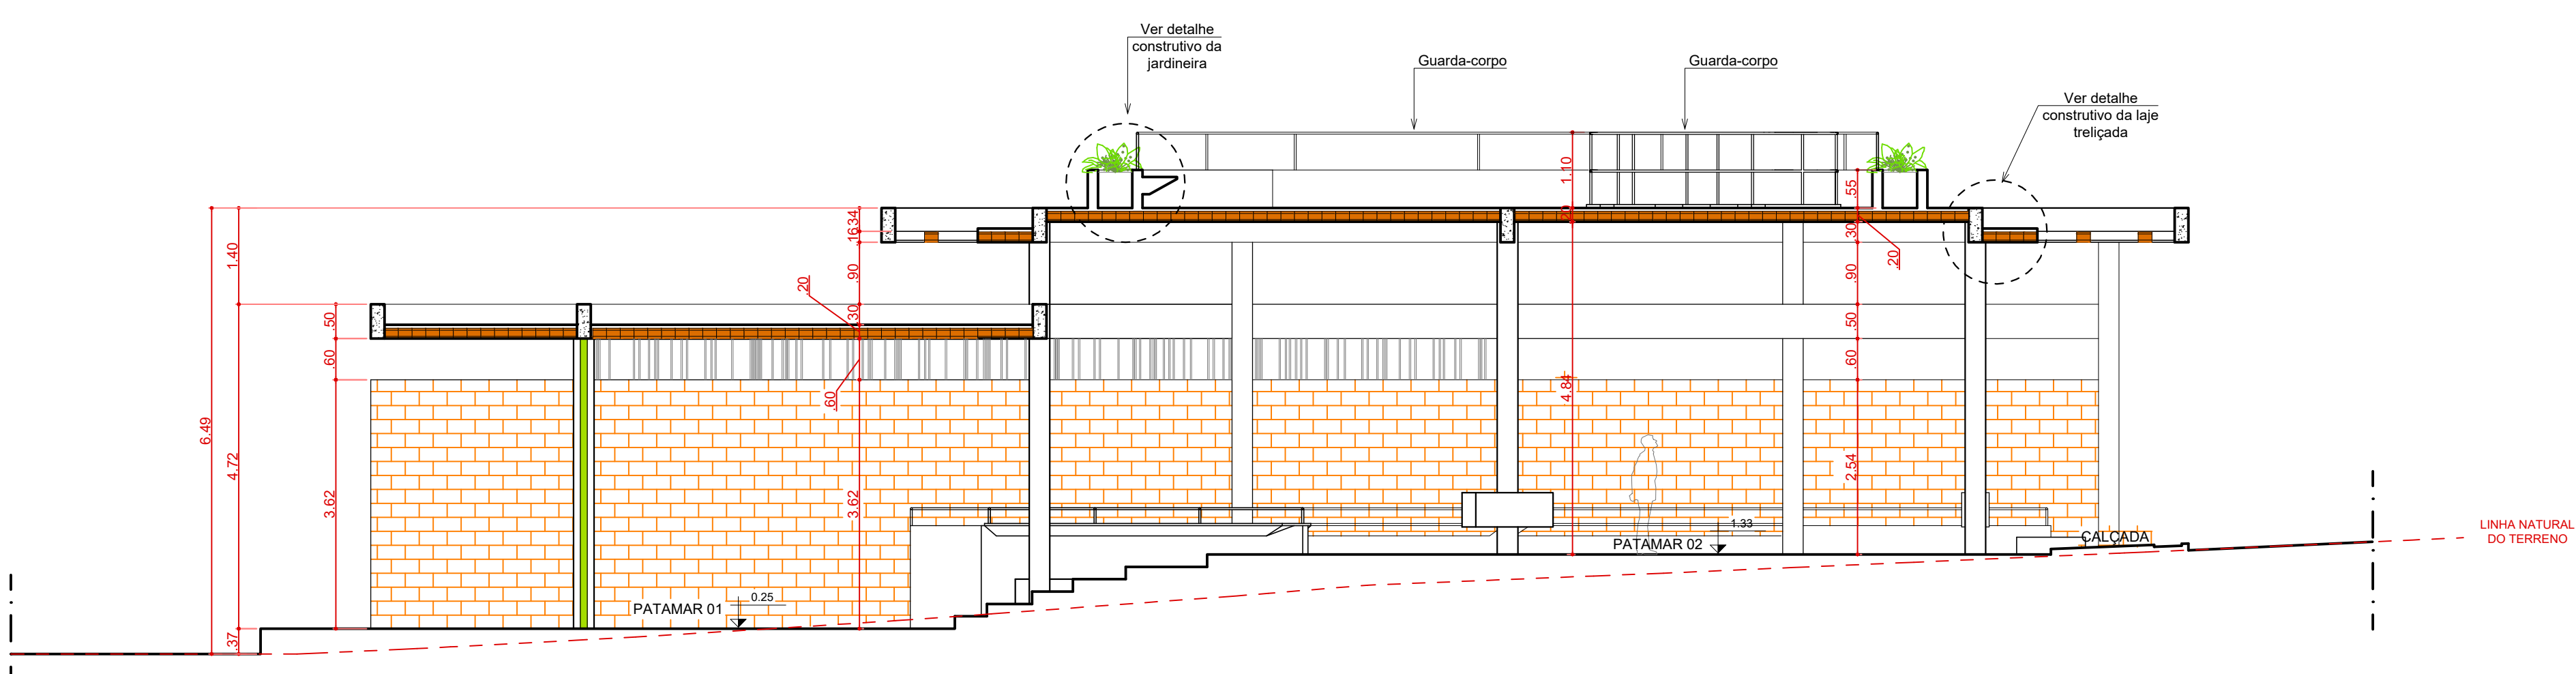 Ver detalhe
construtivo da
jardineira
Guarda-corpo
Guarda-corpo
Ver detalhe
construtivo da laje
treliçada
1.10
.55
.34
.16
.20
.30
.20
1.40
.90
.90
.20
.50
.30
.50
.60
.60
.60
4.84
6.49
4.72
3.62
3.62
2.54
1.33
PATAMAR 02
CALÇADA
LINHA NATURAL
DO TERRENO
0.25
PATAMAR 01
.37